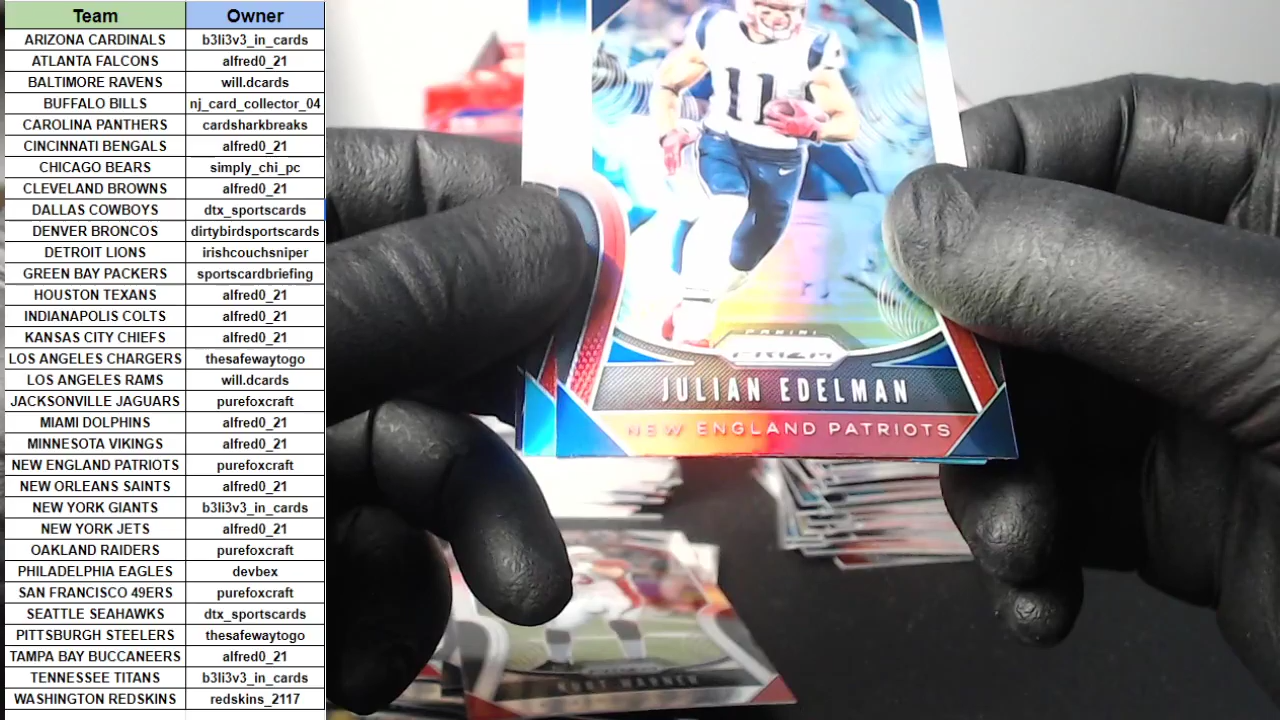 Team Owner
ARIZONA CARDINALS b3li3v3_in_cards
ATLANTA FALCONS alfred0_21
BALTIMORE RAVENS will.dcards
BUFFALO BILLS nj_card_collector_04
CAROLINA PANTHERS cardsharkbreaks
CINCINNATI BENGALS alfred0_21
CHICAGO BEARS simply_chi_pc
CLEVELAND BROWNS alfred0_21
DALLAS COWBOYS dtx_sportscards
DENVER BRONCOS dirtybirdsportscards
DETROIT LIONS irishcouchsniper
GREEN BAY PACKERS sportscardbriefing
HOUSTON TEXANS alfred0_21
INDIANAPOLIS COLTS alfred0_21
KANSAS CITY CHIEFS alfred0_21
LOS ANGELES CHARGERS thesafewaytogo
LOS ANGELES RAMS will.dcards
JACKSONVILLE JAGUARS purefoxcraft
MIAMI DOLPHINS alfred0_21
MINNESOTA VIKINGS alfred0_21
NEW ENGLAND PATRIOTS purefoxcraft
NEW ORLEANS SAINTS alfred0_21
NEW YORK GIANTS b3li3v3_in_cards
NEW YORK JETS alfred0_21
OAKLAND RAIDERS purefoxcraft
PHILADELPHIA EAGLES devbex
SAN FRANCISCO 49ERS purefoxcraft
SEATTLE SEAHAWKS dtx_sportscards
PITTSBURGH STEELERS thesafewaytogo
TAMPA BAY BUCCANEERS alfred0_21
TENNESSEE TITANS b3li3v3_in_cards
WASHINGTON REDSKINS redskins_2117
11
PANINI
PRIZM
JULIAN EDELMAN
NEW ENGLAND PATRIOTS
PRIZM
KURT WARNER